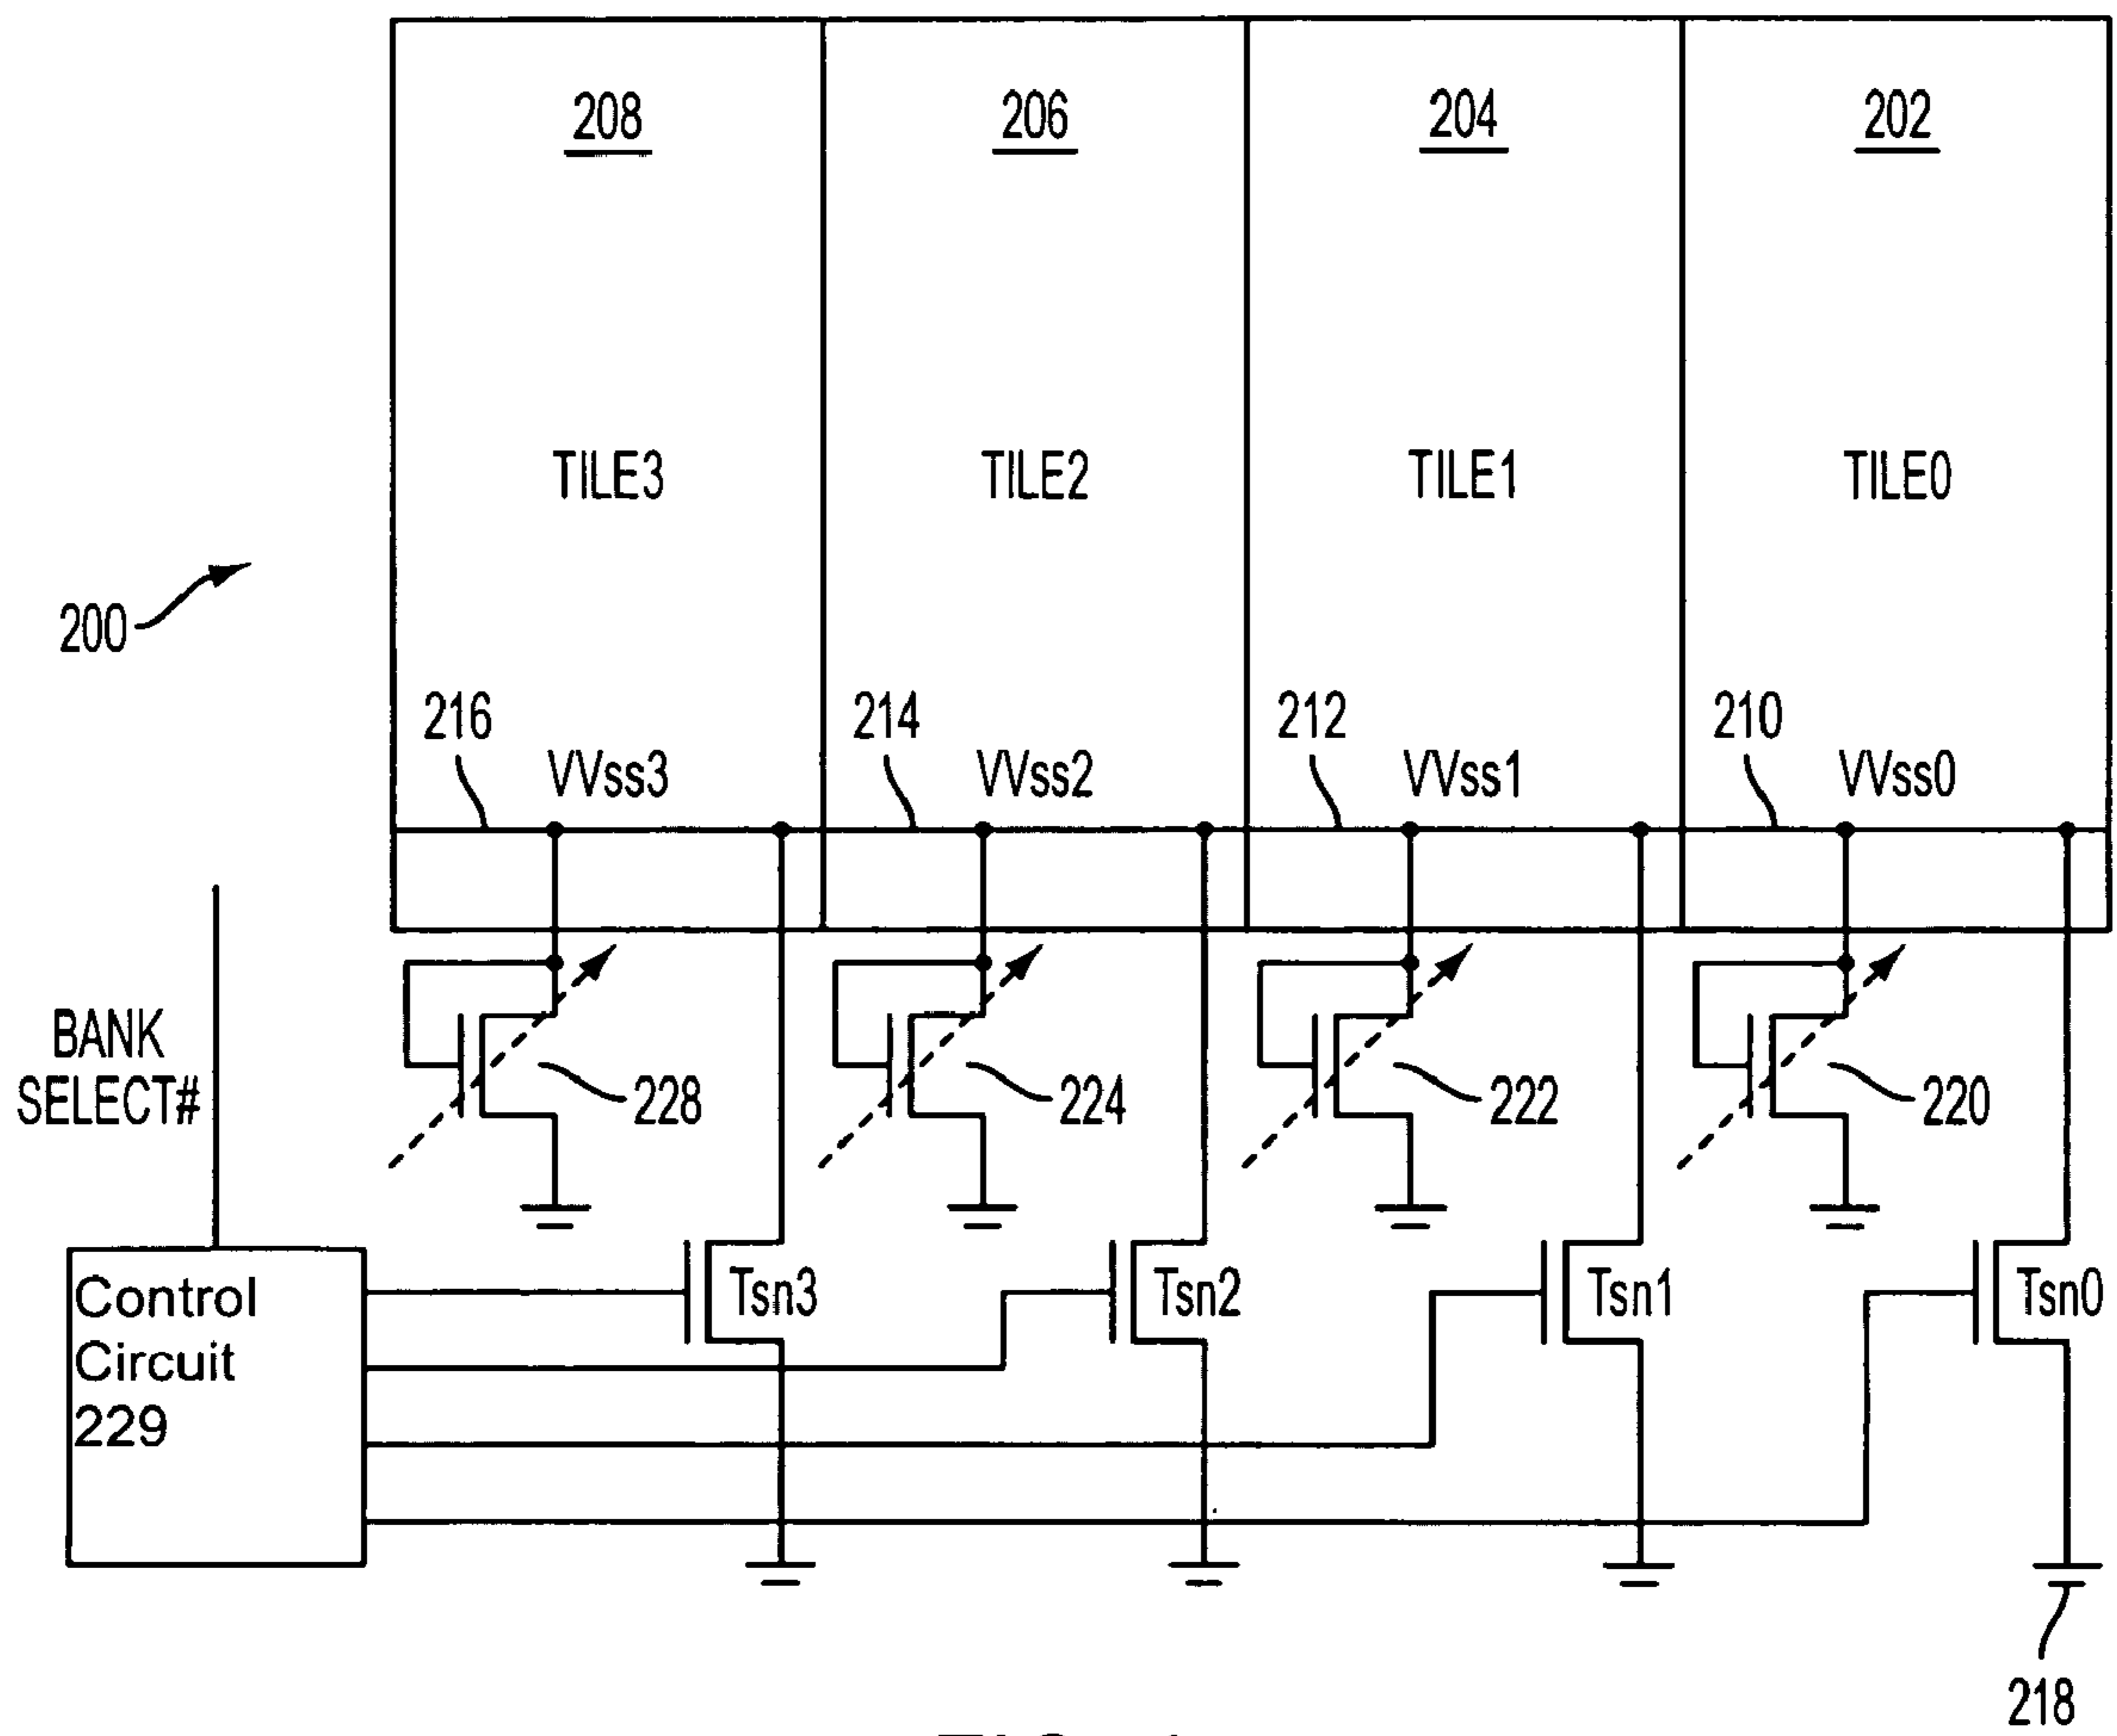 208 206 204 202
TILE3 TILE2 TILE1 TILE0
200
216 214 212 210
VVss3 VVss2 VVss1 VVss0
BANK
SELECT#
228 224 222 220
Tsn3 Tsn2 Tsn1 Tsn0
Control
Circuit
229
218